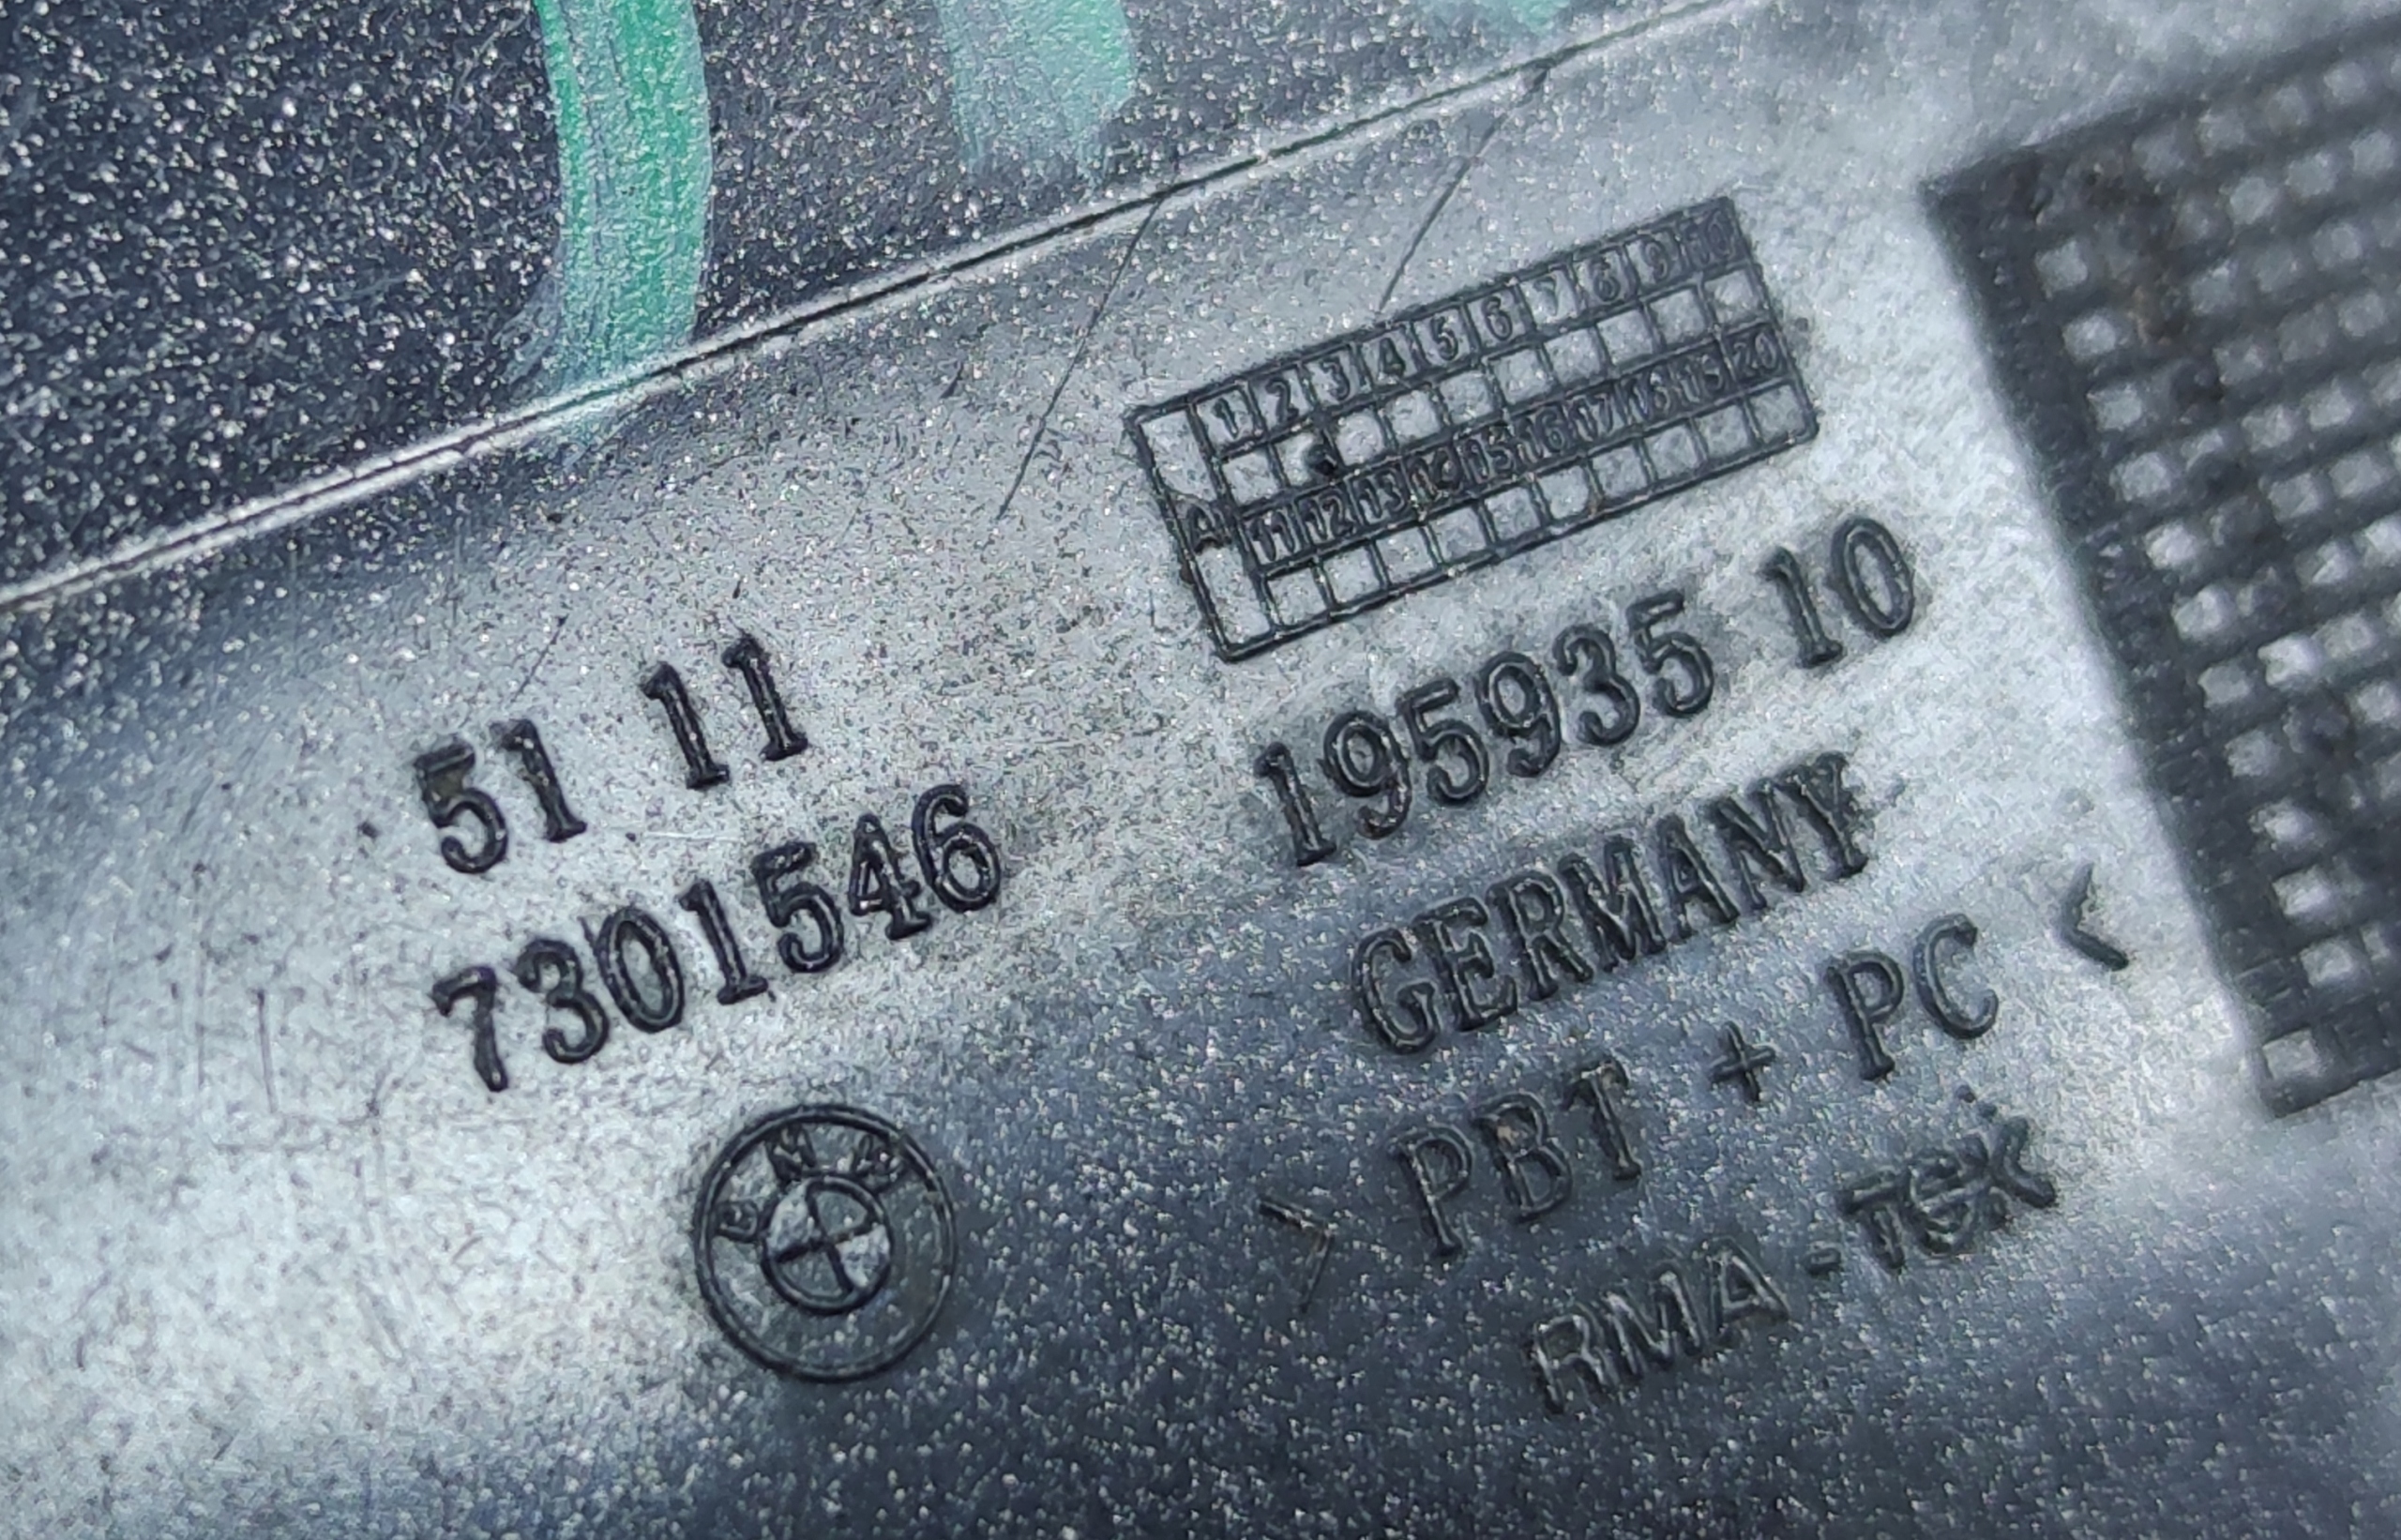 51 11
7301546
BMW
1 2 3 4 5 6 7 8 9 10
A
11 12 13 14 15 16 17 18 19 20
195935 10
GERMANY
> PBT + PC <
RMA - TEK